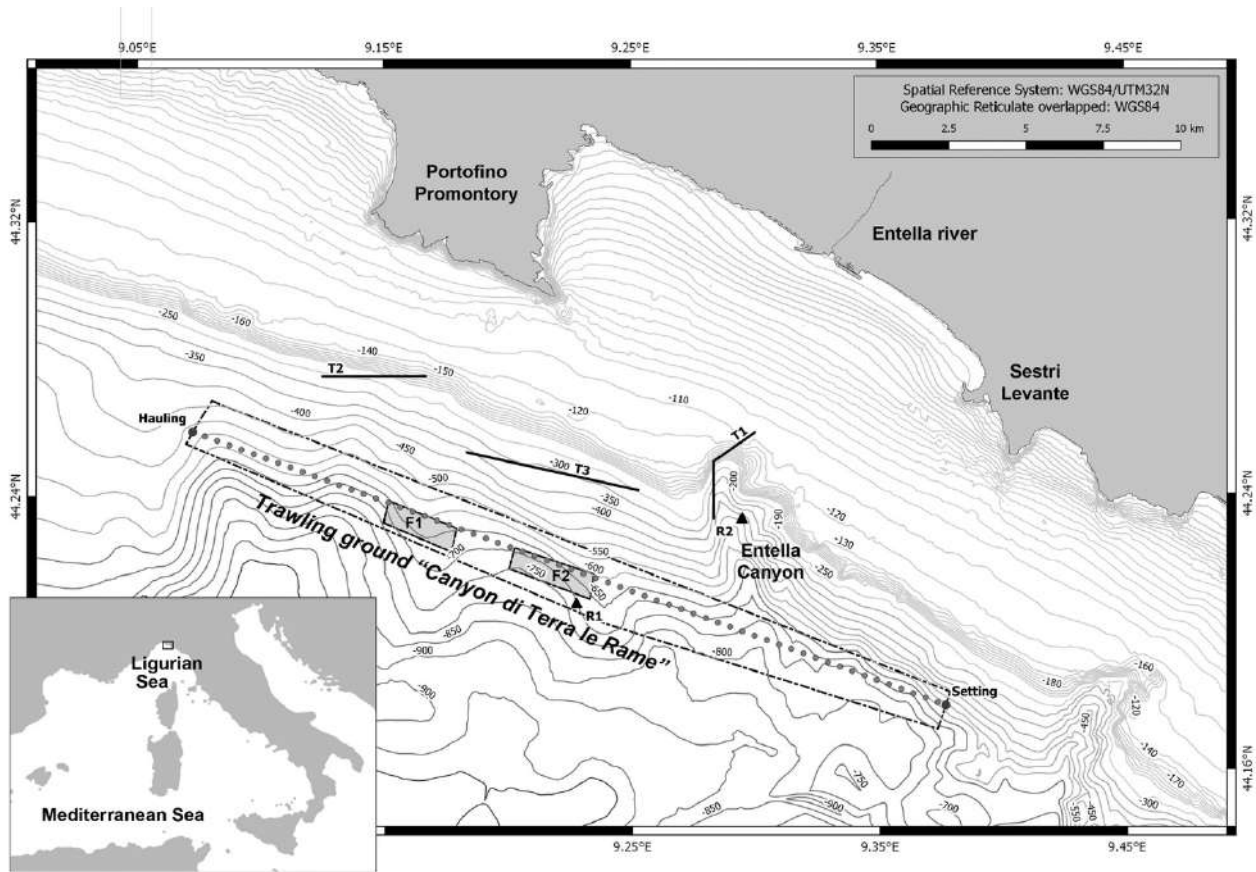 9.05°E
9.15°E
9.25°E
9.35°E
9.45°E
Spatial Reference System: WGS84/UTM32N
Geographic Reticulate overlapped: WGS84
0
2.5
5
7.5
10 km
Portofino
Promontory
44.32°N
44.32°N
Entella river
-250
-160
-140
-350
-150
T2
Sestri
Levante
-120
-110
-400
Hauling
T1
-450
-300
T3
-500
-350
-200
44.24°N
44.24°N
-400
-120
F1
-190
R2
-130
Entella
Canyon
-550
-700
-600
-250
-750
F2
-650
R1
Trawling ground "Canyon di Terra le Rame"
-850
-800
-900
-160
Ligurian
Sea
-180
Setting
-120
-900
-450
-140
44.16°N
44.16°N
-750
-170
Mediterranean Sea
-850
-900
-700
-550
-450
-300
9.25°E
9.35°E
9.45°E